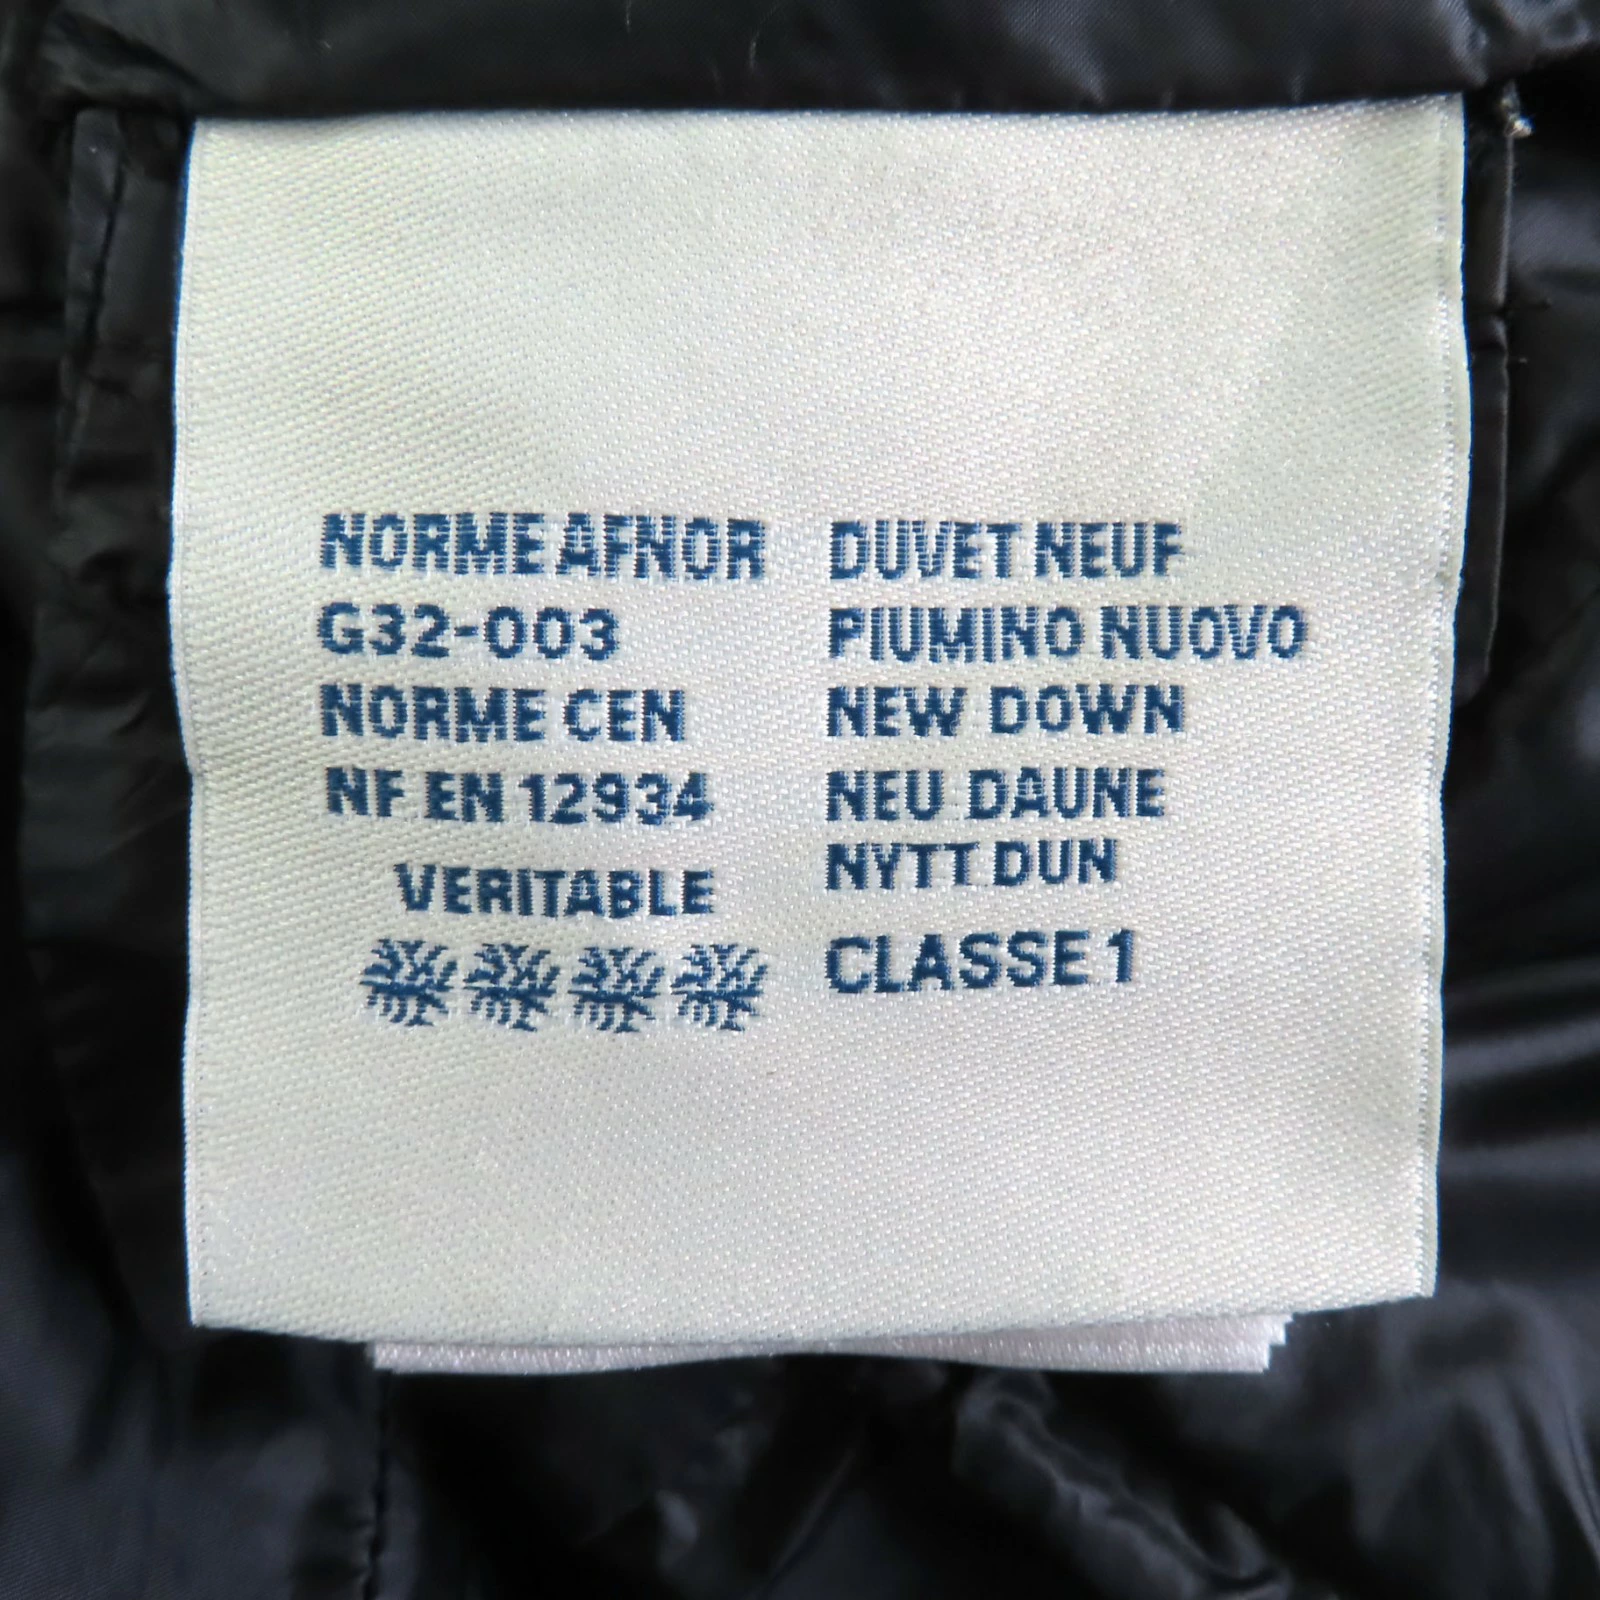 NORME AFNOR
G32-003
NORME CEN
NF EN 12934
VERITABLE
DUVET NEUF
PIUMINO NUOVO
NEW DOWN
NEU DAUNE
NYTT DUN
CLASSE 1